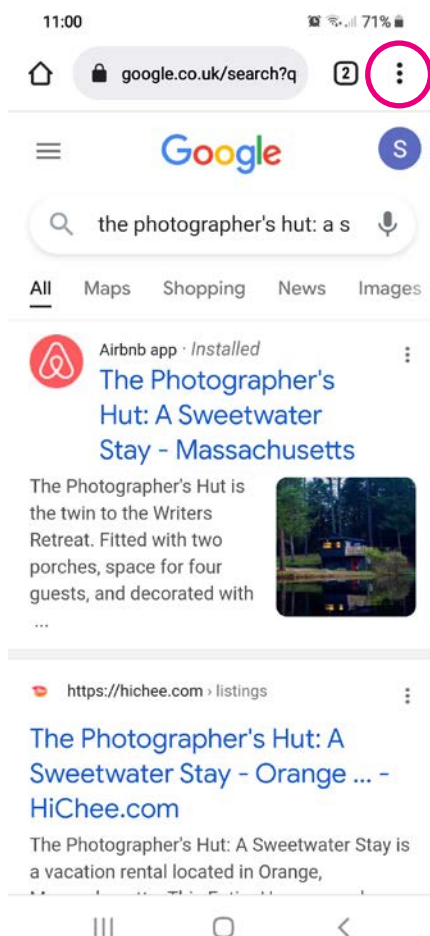 11:00 71%
google.co.uk/search?q 2
Google S
the photographer's hut: a s
All Maps Shopping News Images
Airbnb app · Installed
The Photographer's
Hut: A Sweetwater
Stay - Massachusetts
The Photographer's Hut is
the twin to the Writers
Retreat. Fitted with two
porches, space for four
guests, and decorated with
...
https://hichee.com › listings
The Photographer's Hut: A
Sweetwater Stay - Orange ... -
HiChee.com
The Photographer's Hut: A Sweetwater Stay is
a vacation rental located in Orange,